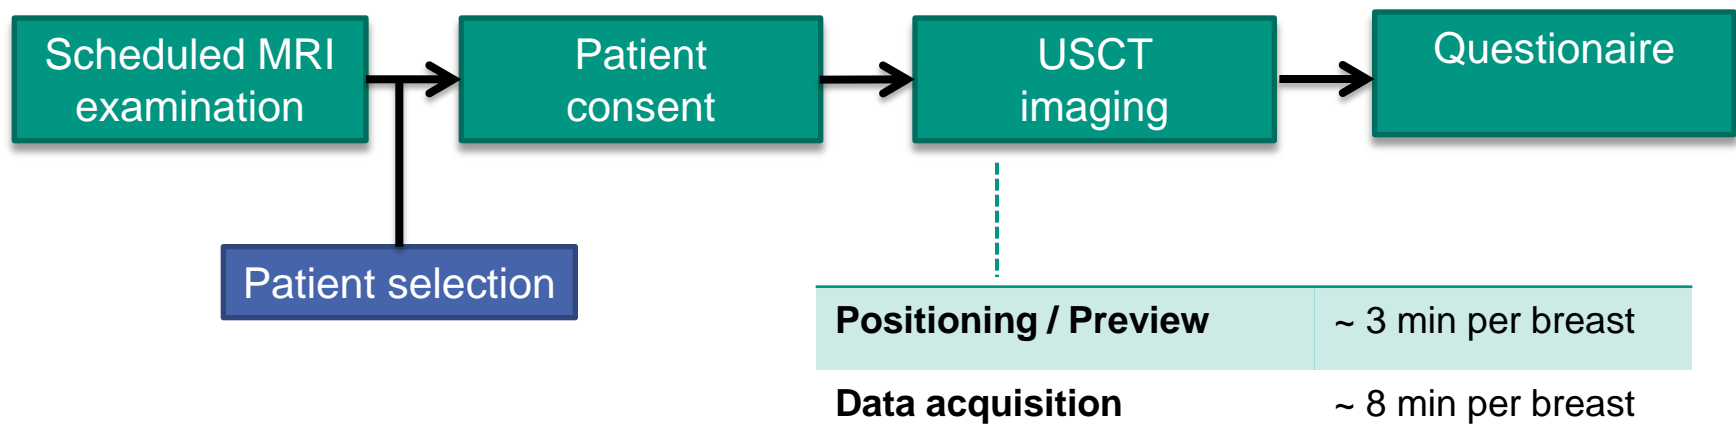 Scheduled MRI
examination
Patient
consent
USCT
imaging
Questionaire
Patient selection
Positioning / Preview ~ 3 min per breast
Data acquisition ~ 8 min per breast